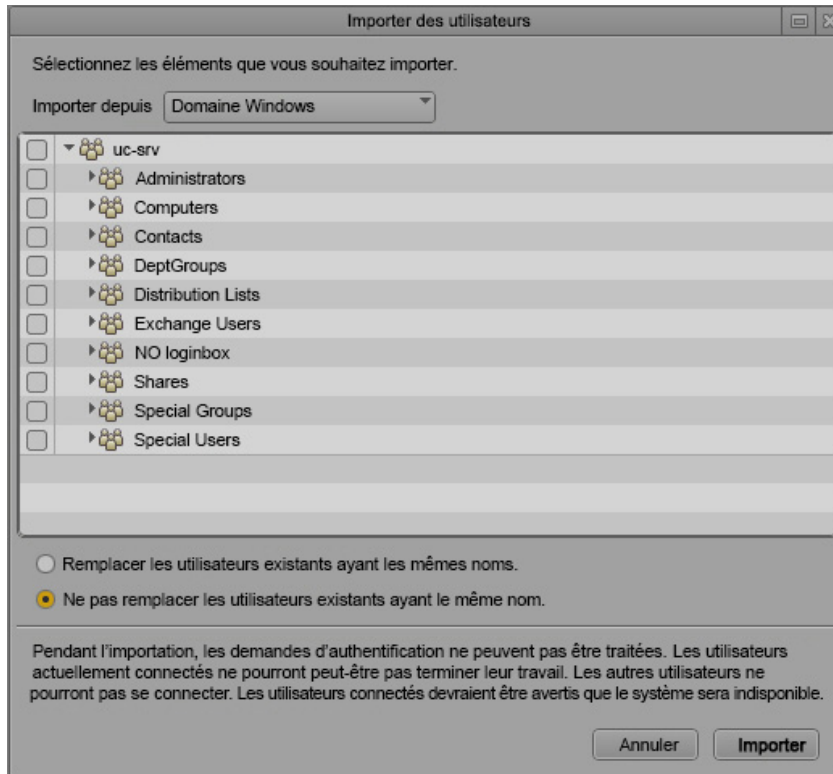 Importer des utilisateurs
Sélectionnez les éléments que vous souhaitez importer.
Importer depuis Domaine Windows
uc-srv
Administrators
Computers
Contacts
DeptGroups
Distribution Lists
Exchange Users
NO loginbox
Shares
Special Groups
Special Users
Remplacer les utilisateurs existants ayant les mêmes noms.
Ne pas remplacer les utilisateurs existants ayant le même nom.
Pendant l'importation, les demandes d'authentification ne peuvent pas être traitées. Les utilisateurs
actuellement connectés ne pourront peut-être pas terminer leur travail. Les autres utilisateurs ne
pourront pas se connecter. Les utilisateurs connectés devraient être avertis que le système sera indisponible.
Annuler Importer